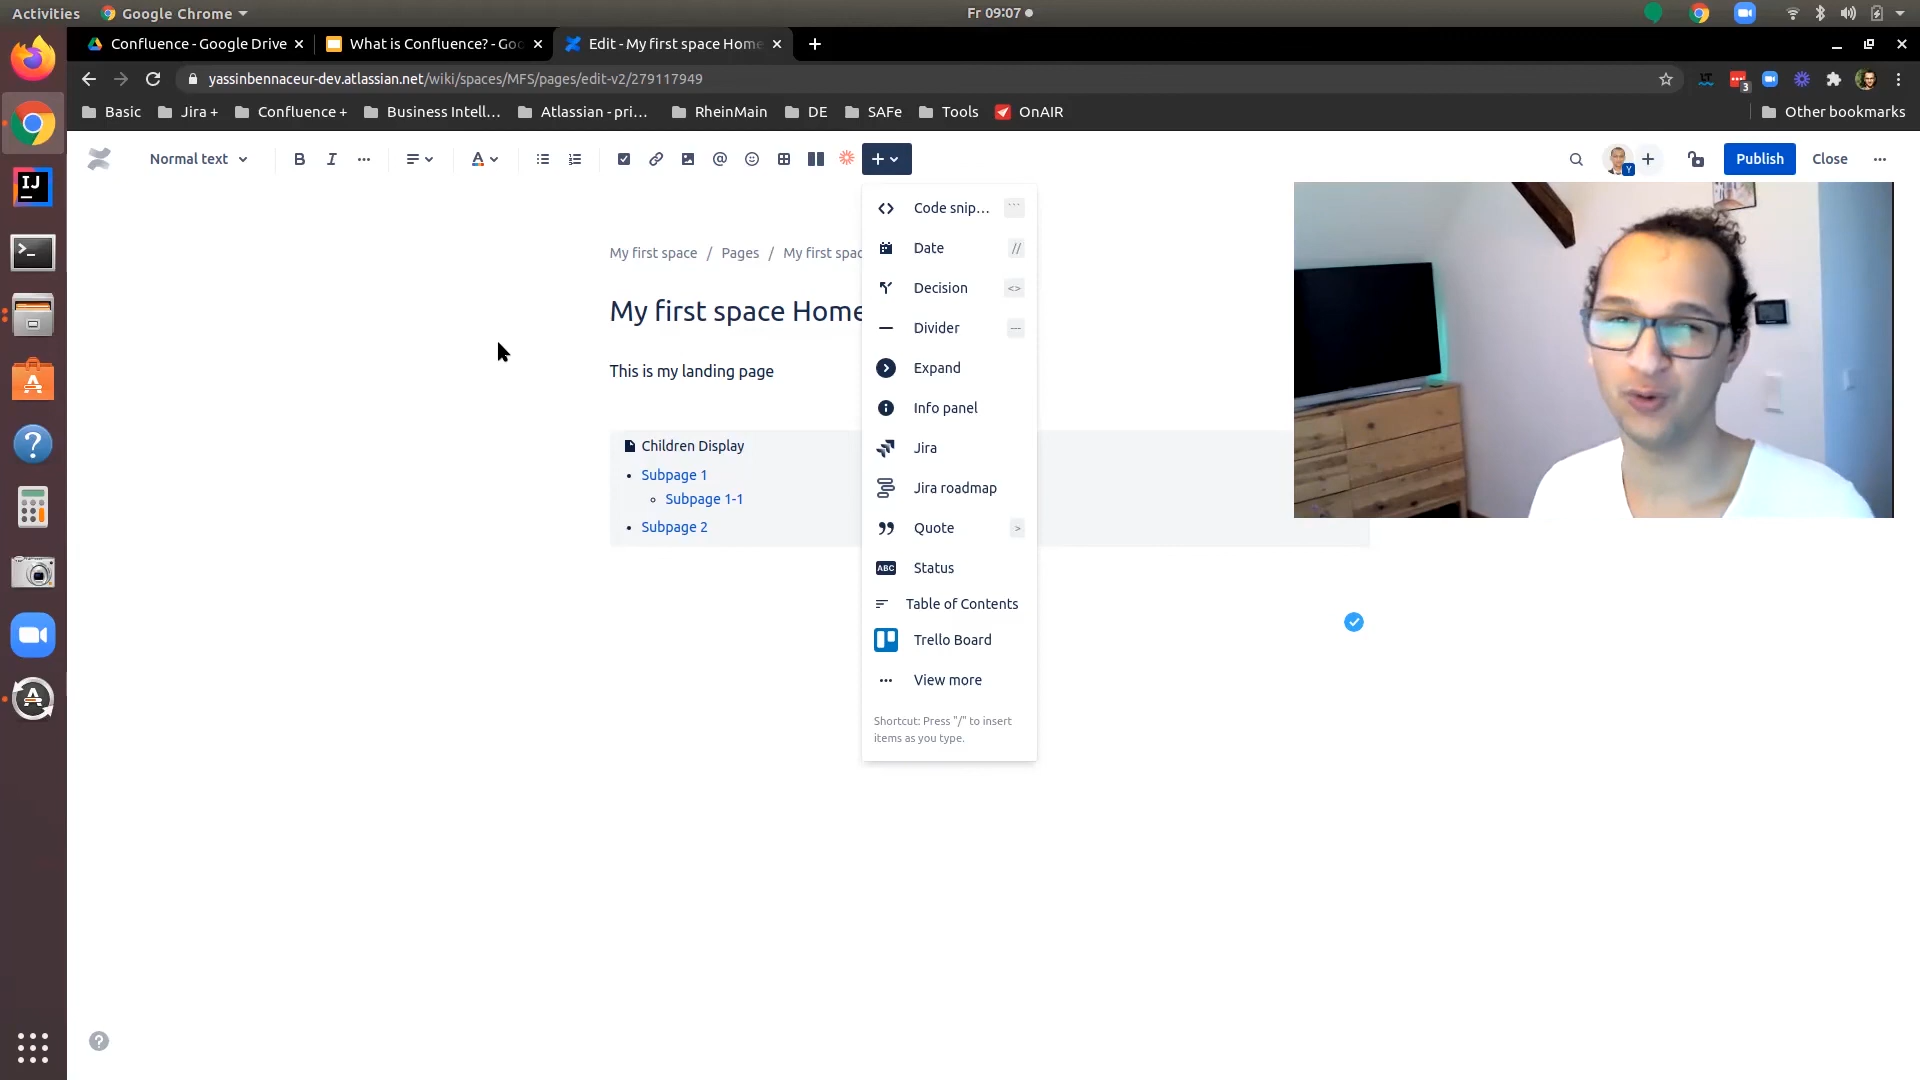 Activities Google Chrome Fr 09:07
Confluence - Google Drive What is Confluence? - Goo Edit - My first space Home
yassinbennaceur-dev.atlassian.net/wiki/spaces/MFS/pages/edit-v2/279117949
3
Basic Jira + Confluence + Business Intell... Atlassian - pri... RheinMain DE SAFe Tools OnAIR Other bookmarks
Normal text B I A @ Y Publish Close
Code snip... ```
Date //
Decision <>
Divider ---
Expand
Info panel
Jira
Jira roadmap
Quote >
ABC Status
Table of Contents
Trello Board
View more
Shortcut: Press "/" to insert
items as you type.
My first space / Pages / My first spac
My first space Home
This is my landing page
Children Display
Subpage 1
Subpage 1-1
Subpage 2
IJ
>_
?
?